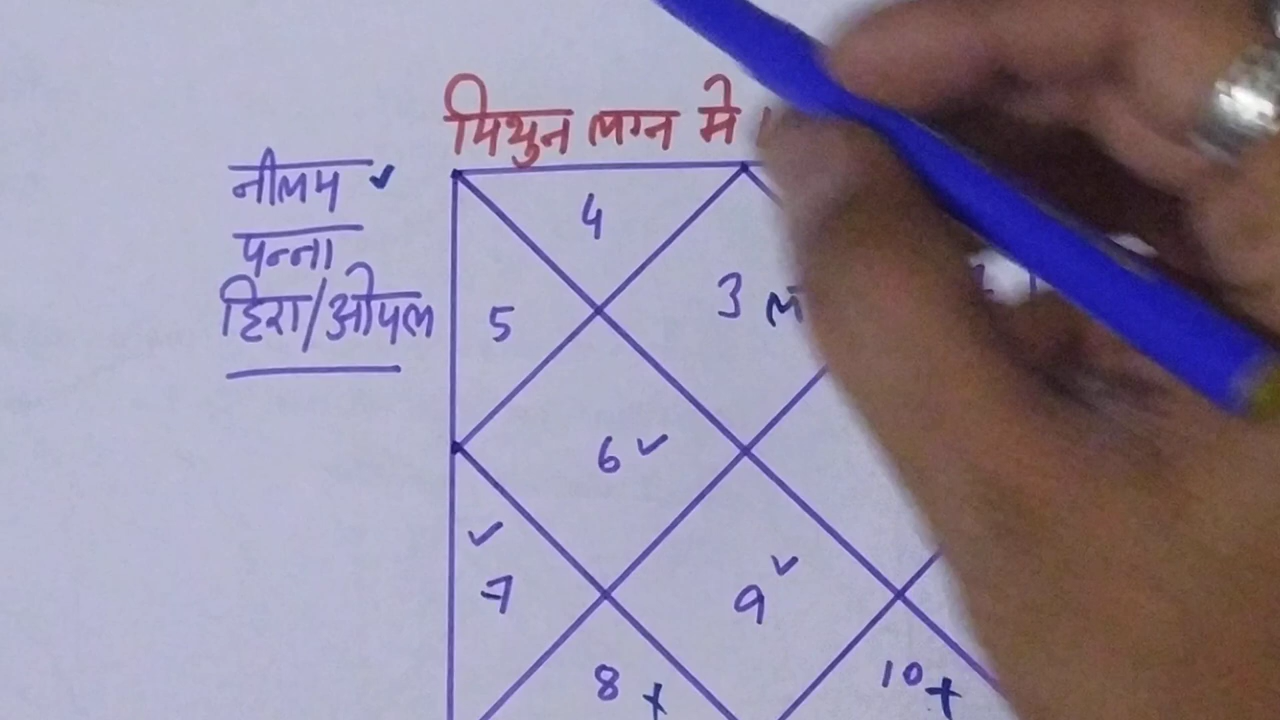 मिथुन लग्न मे
नीलम ✓
पन्ना
हिरा/ओपल
4
3 ल
5
6 ✓
✓
7
9 ✓
8 +
10 +